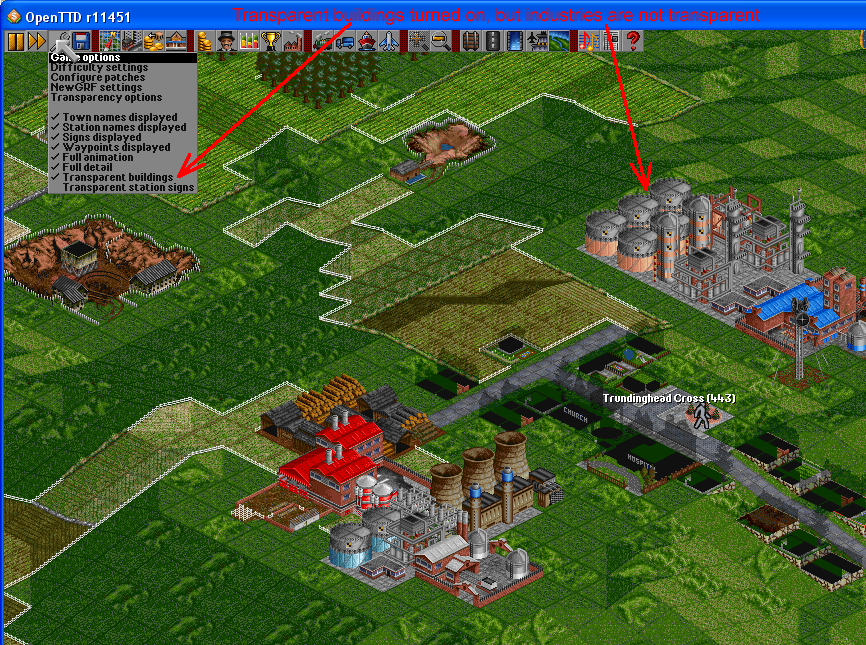 OpenTTD r11451
Transparent buildings turned on, but industries are not transparent
Game options
Difficulty settings
Configure patches
NewGRF settings
Transparency options
✓ Town names displayed
✓ Station names displayed
✓ Signs displayed
✓ Waypoints displayed
✓ Full animation
✓ Full detail
✓ Transparent buildings
Transparent station signs
Trundinghead Cross (443)
CHURCH
HOSPITAL